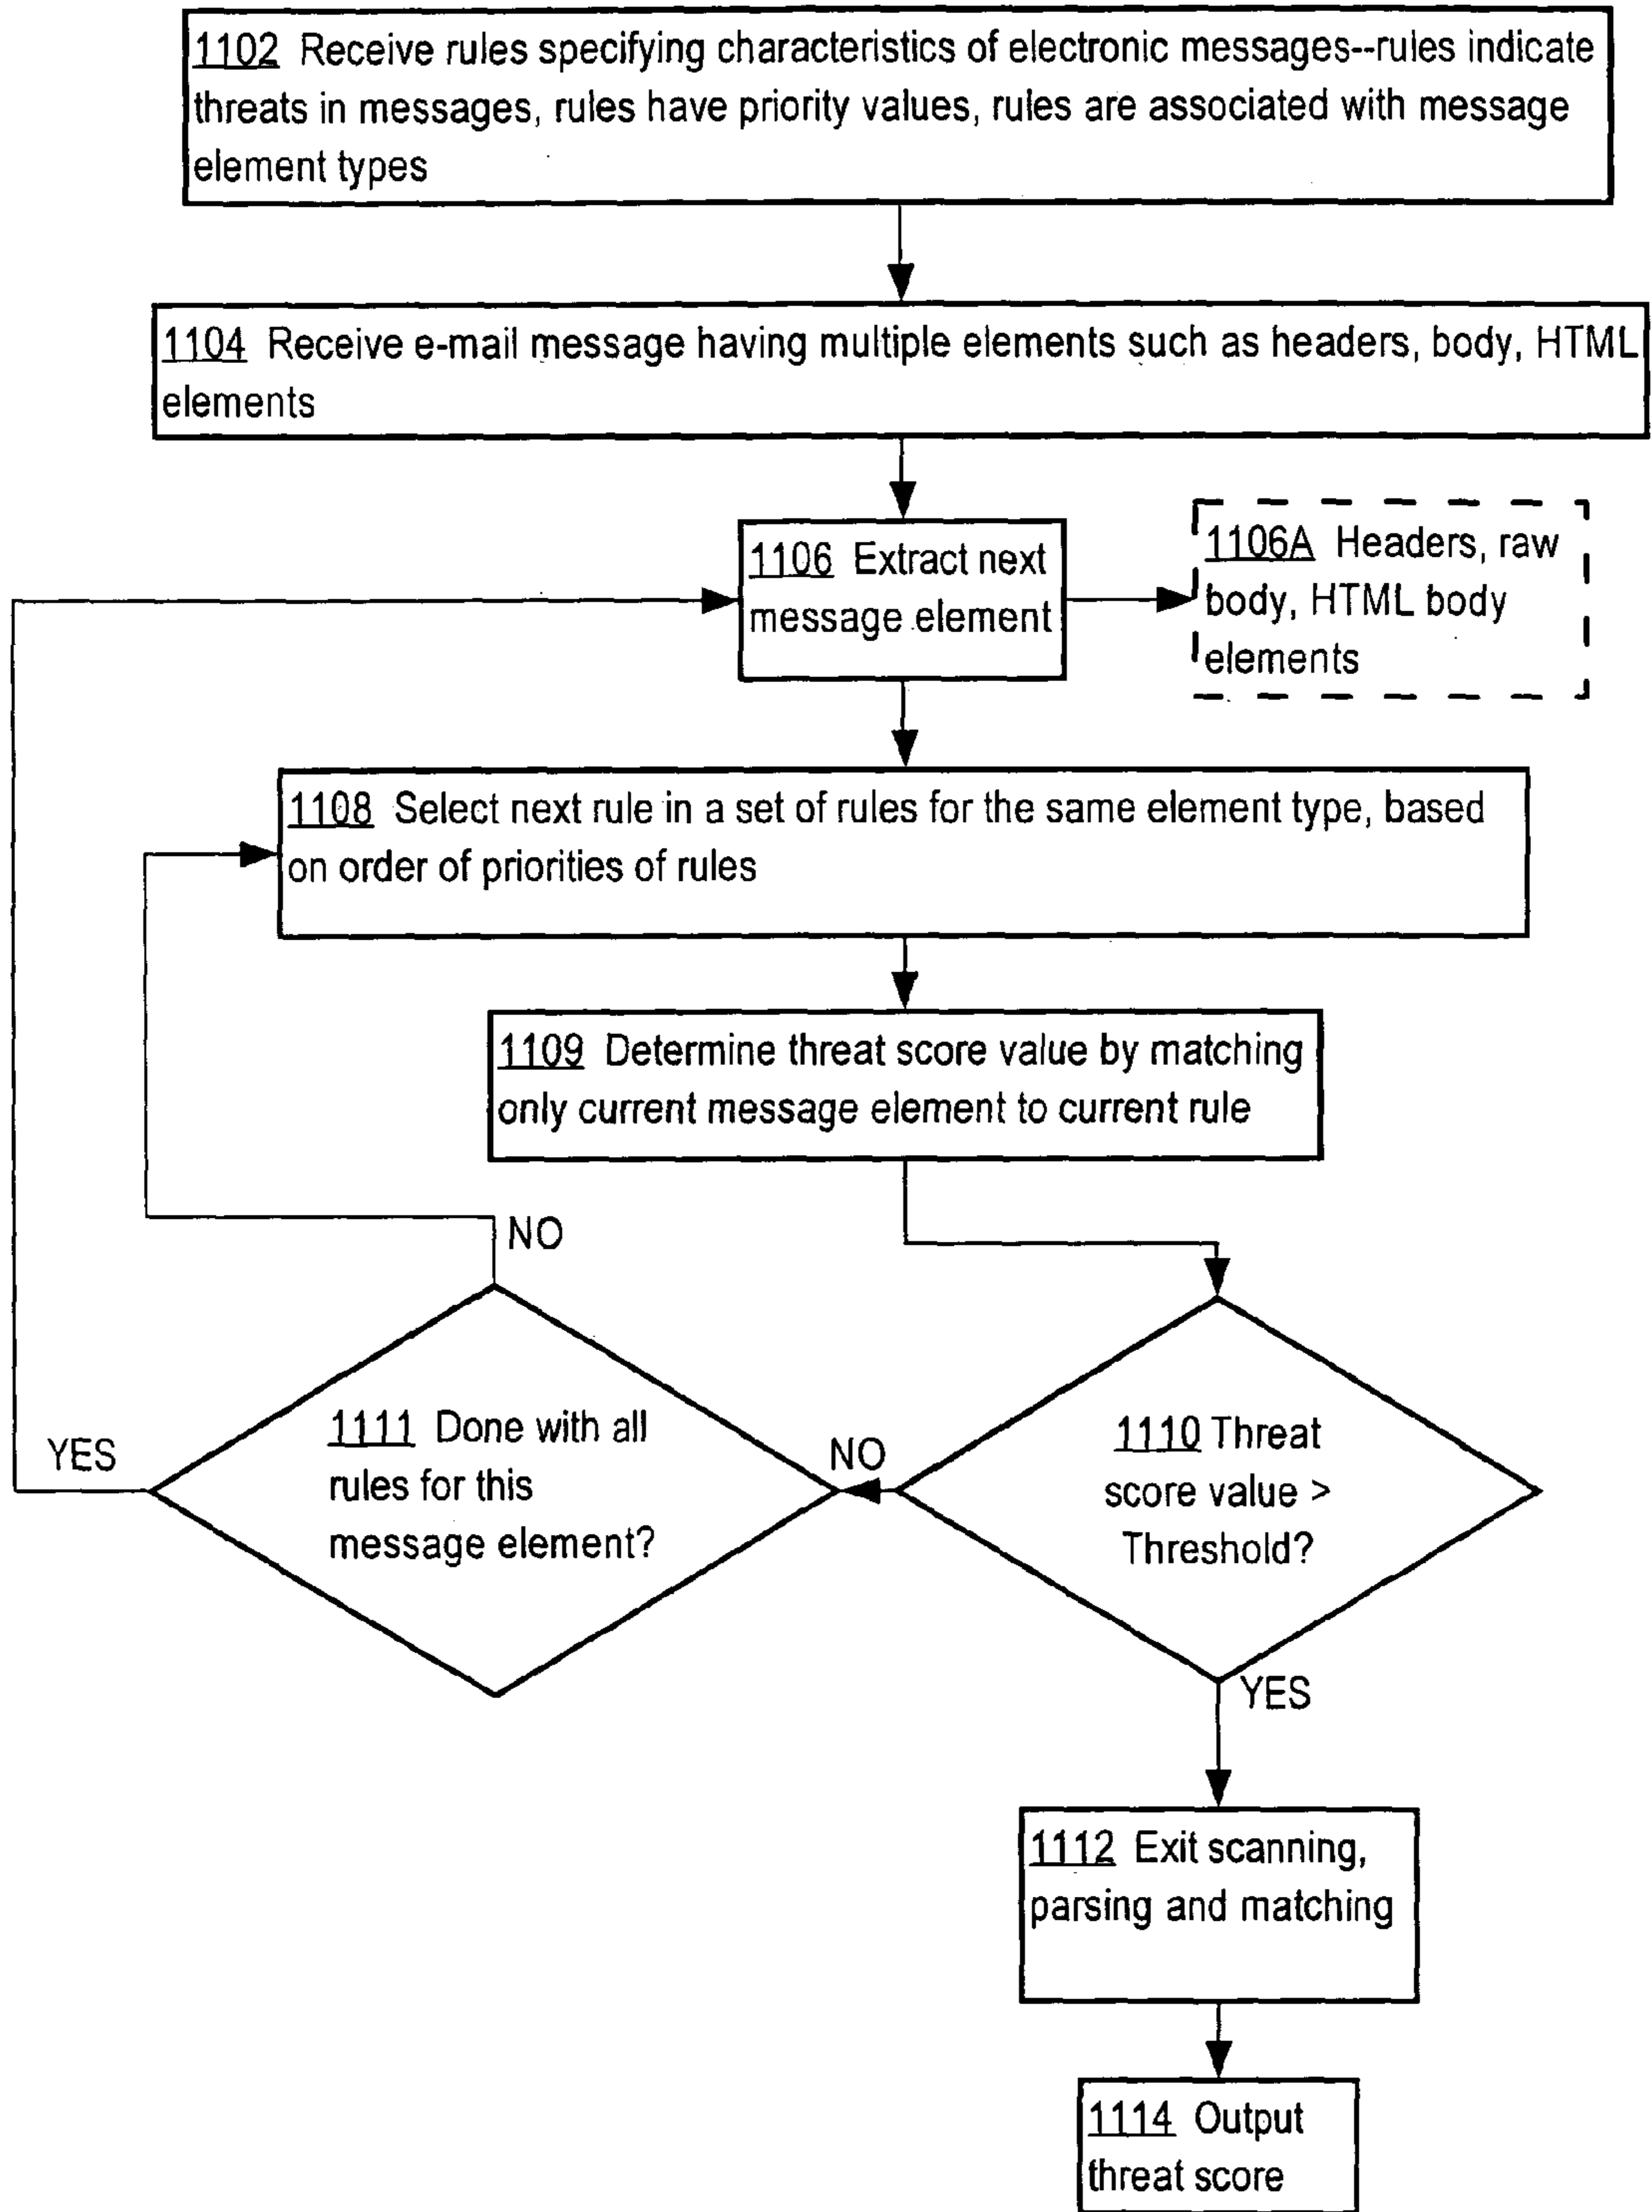 1102 Receive rules specifying characteristics of electronic messages--rules indicate
threats in messages, rules have priority values, rules are associated with message
element types
1104 Receive e-mail message having multiple elements such as headers, body, HTML
elements
1106 Extract next
message element
1106A Headers, raw
body, HTML body
elements
1108 Select next rule in a set of rules for the same element type, based
on order of priorities of rules
1109 Determine threat score value by matching
only current message element to current rule
NO
1111 Done with all
rules for this
message element?
YES
NO
1110 Threat
score value >
Threshold?
YES
1112 Exit scanning,
parsing and matching
1114 Output
threat score